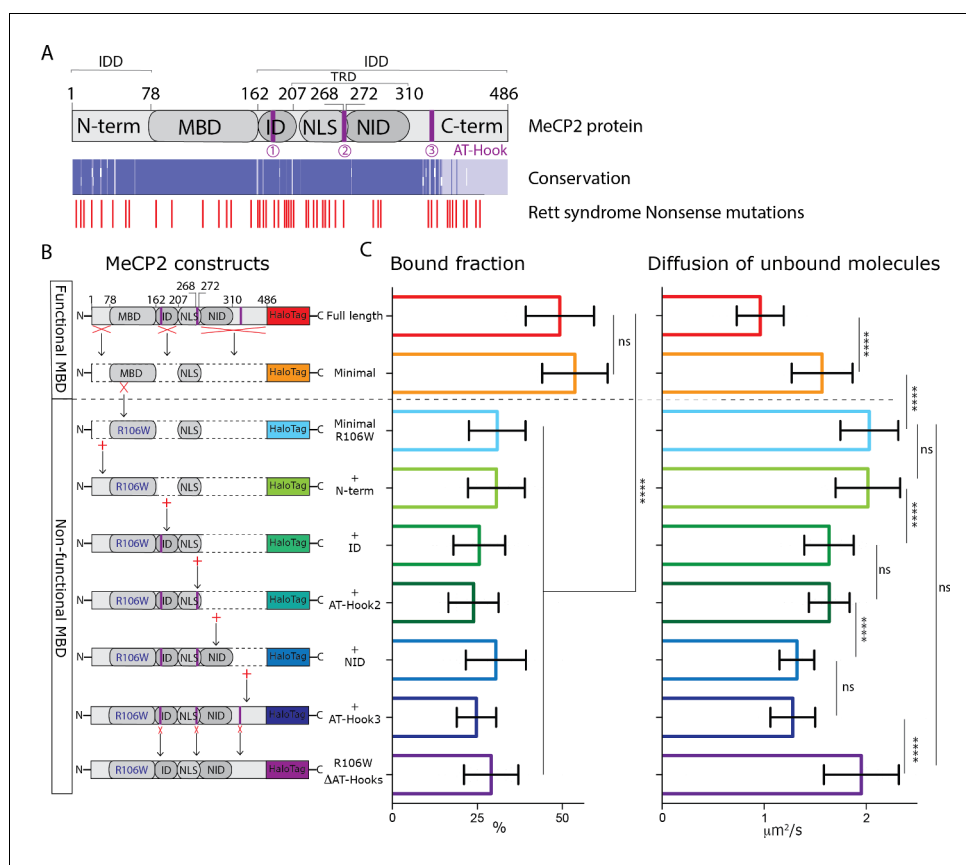 A
IDD
IDD
TRD
1 78 162 207 268 272 310 486
N-term MBD ID NLS NID C-term
MeCP2 protein
1 2 3 AT-Hook
Conservation
Rett syndrome Nonsense mutations
B MeCP2 constructs
C Bound fraction
Diffusion of unbound molecules
Functional MBD
Non-functional MBD
268 272
1 78 162 207 310 486
N MBD ID NLS NID HaloTag C Full length
N MBD NLS HaloTag C Minimal
N R106W NLS HaloTag C Minimal R106W
N R106W NLS HaloTag C + N-term
N R106W ID NLS HaloTag C + ID
N R106W ID NLS HaloTag C + AT-Hook2
N R106W ID NLS NID HaloTag C + NID
N R106W ID NLS NID HaloTag C + AT-Hook3
N R106W ID NLS NID HaloTag C R106W ΔAT-Hooks
ns
****
0 50
%
****
****
ns
****
ns
****
ns
****
ns
0 1 2
μm²/s